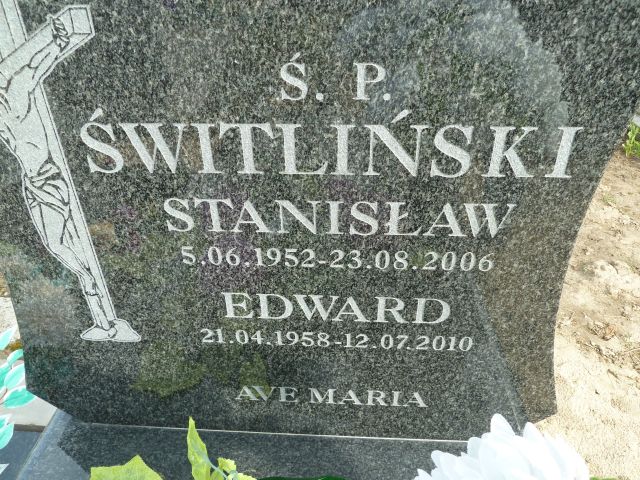 Ś. P.
ŚWITLIŃSKI
STANISŁAW
5.06.1952-23.08.2006
EDWARD
21.04.1958-12.07.2010
AVE MARIA